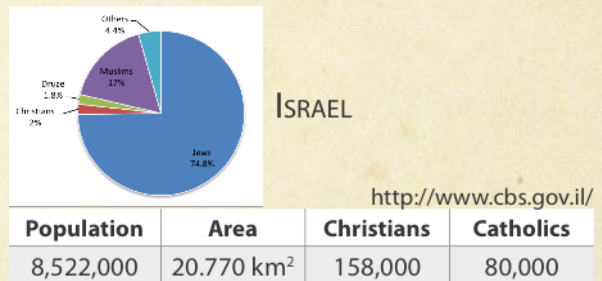 Others
4.4%
Muslims
17%
Druze
1.8%
Christians
2%
Jews
74.8%
ISRAEL
http://www.cbs.gov.il/
Population Area Christians Catholics
8,522,000 20.770 km² 158,000 80,000